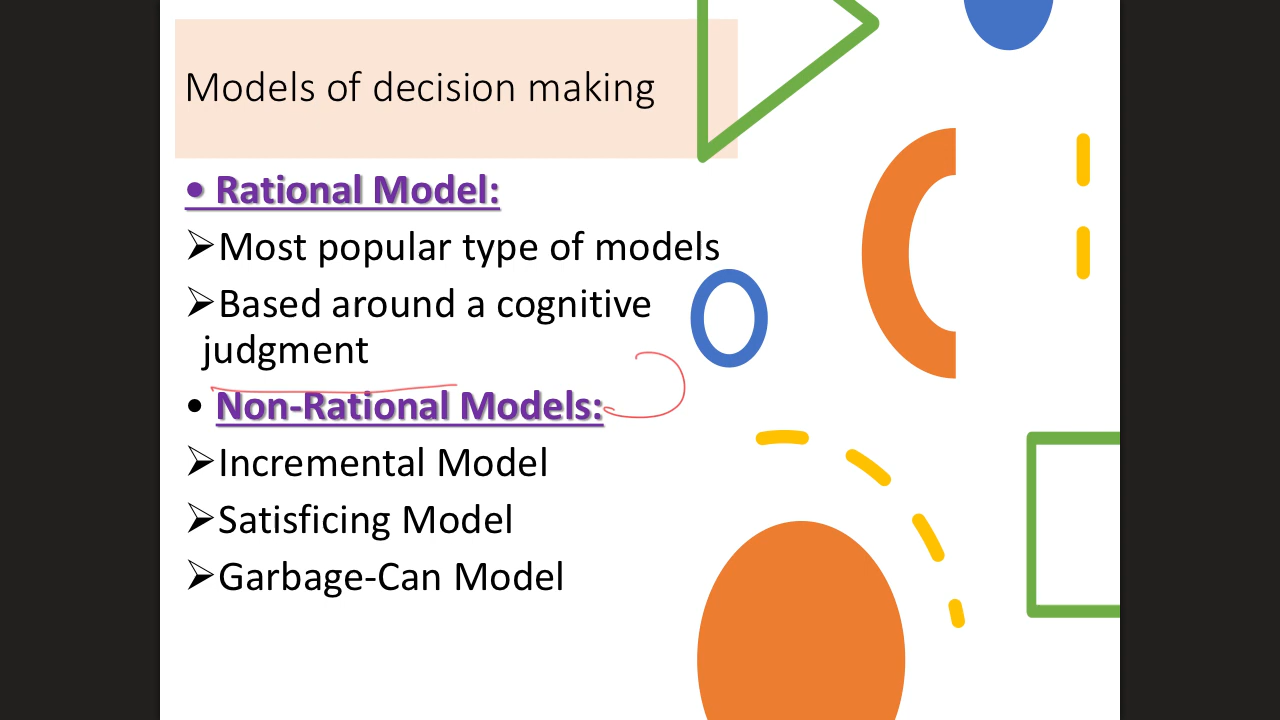 Models of decision making
• Rational Model:
➢Most popular type of models
➢Based around a cognitive
judgment
• Non-Rational Models:
➢Incremental Model
➢Satisficing Model
➢Garbage-Can Model